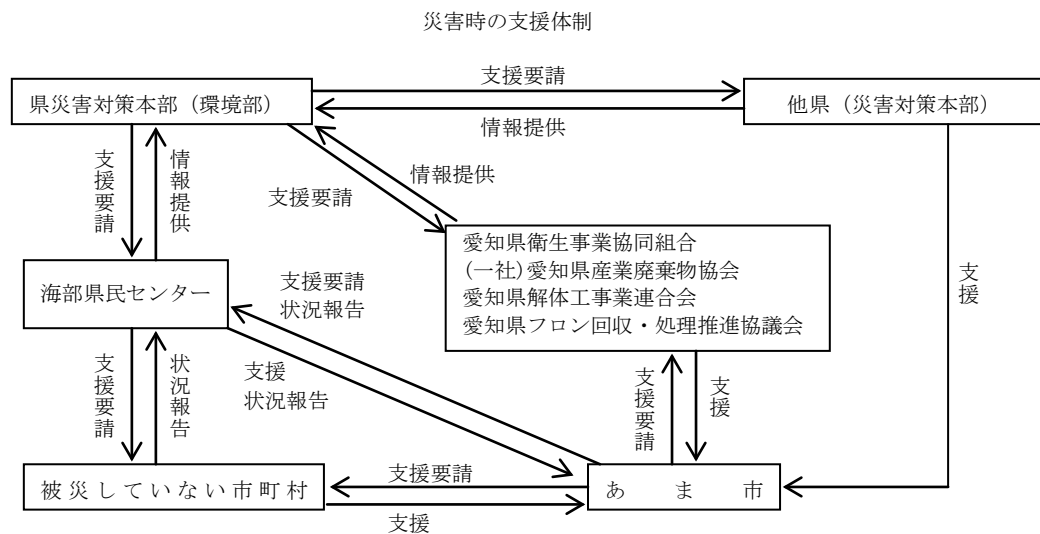 災害時の支援体制
支援要請
県災害対策本部（環境部）
他県（災害対策本部）
情報提供
支援要請
情報提供
支援要請
情報提供
愛知県衛生事業協同組合
(一社)愛知県産業廃棄物協会
愛知県解体工事業連合会
愛知県フロン回収・処理推進協議会
支援
海部県民センター
支援要請
状況報告
支援
状況報告
支援要請
状況報告
支援要請
支援
被災していない市町村
支援要請
支援
あま市